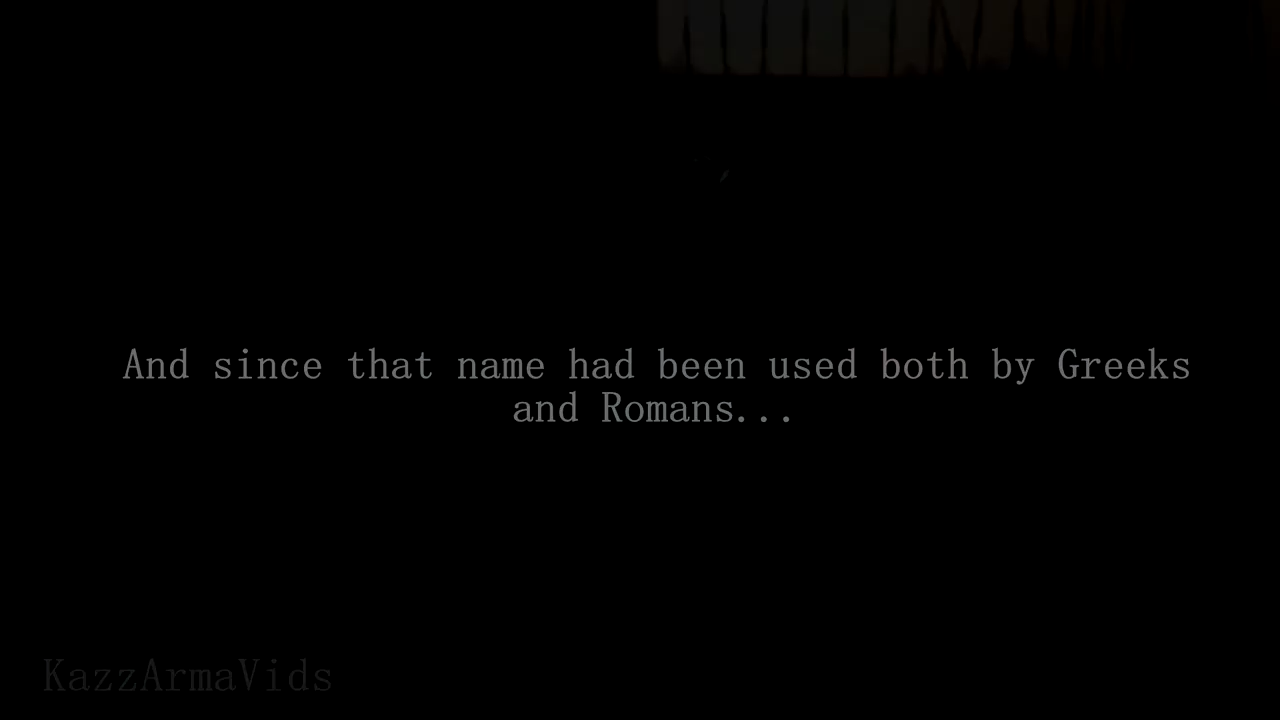 And since that name had been used both by Greeks
and Romans...
KazzArmaVids